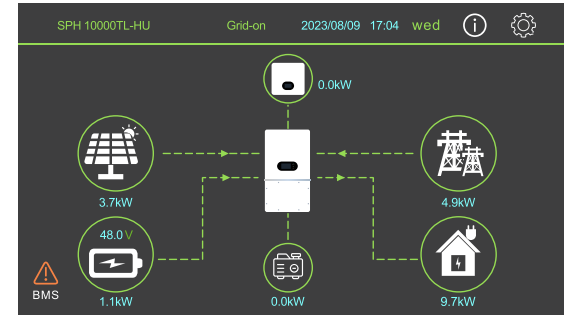 SPH 10000TL-HU Grid-on 2023/08/09 17:04 wed
0.0kW
3.7kW
4.9kW
48.0V
BMS
1.1kW
0.0kW
9.7kW